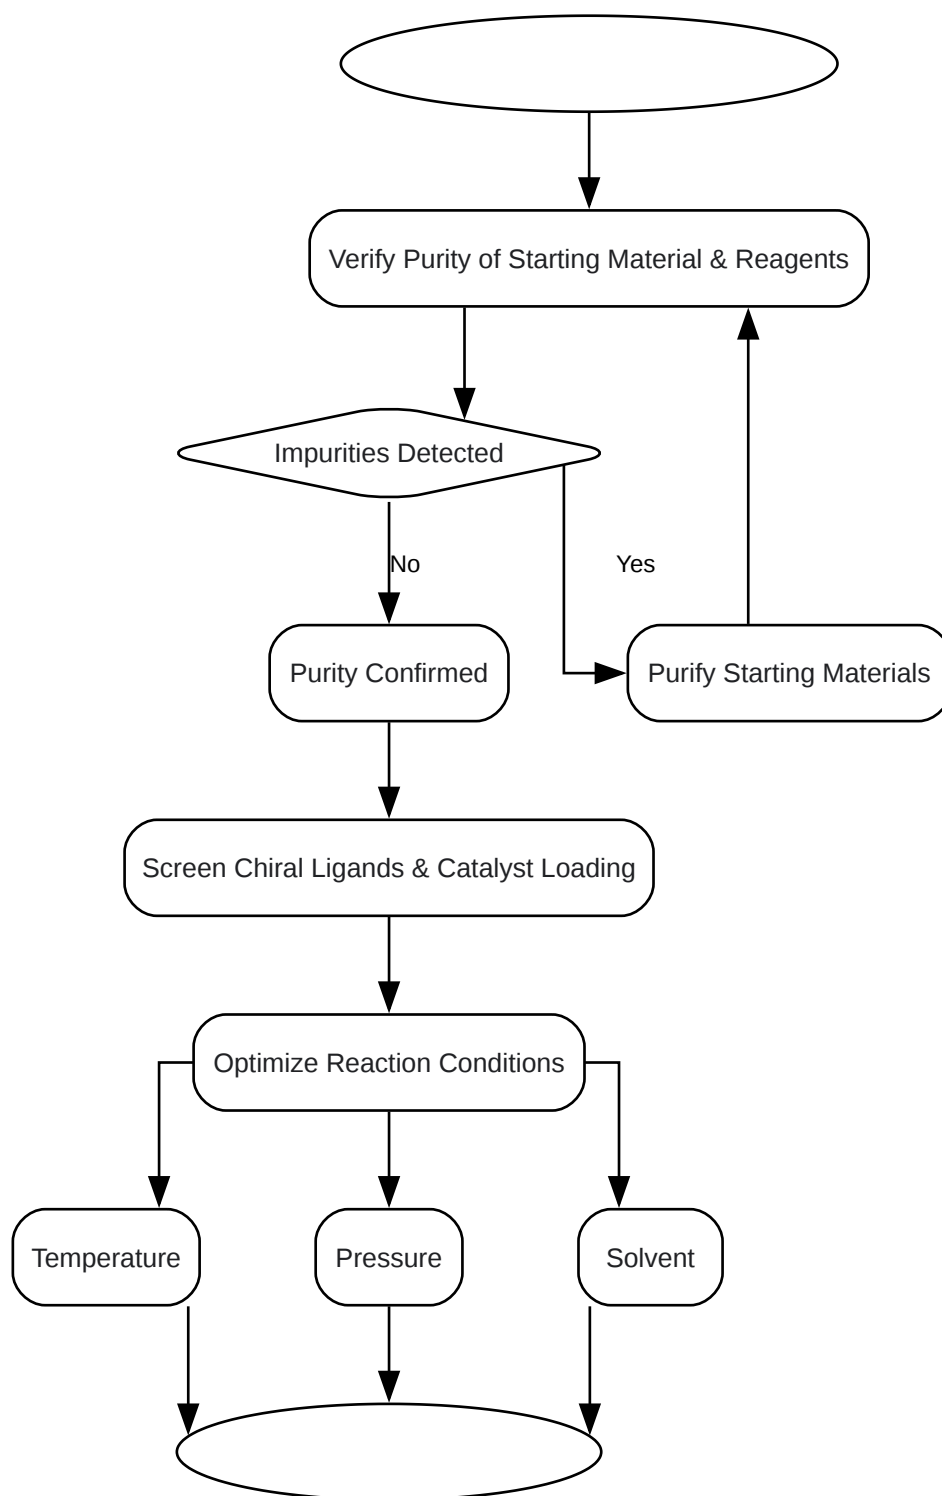 Verify Purity of Starting Material & Reagents
Impurities Detected
No
Yes
Purity Confirmed
Purify Starting Materials
Screen Chiral Ligands & Catalyst Loading
Optimize Reaction Conditions
Temperature
Pressure
Solvent